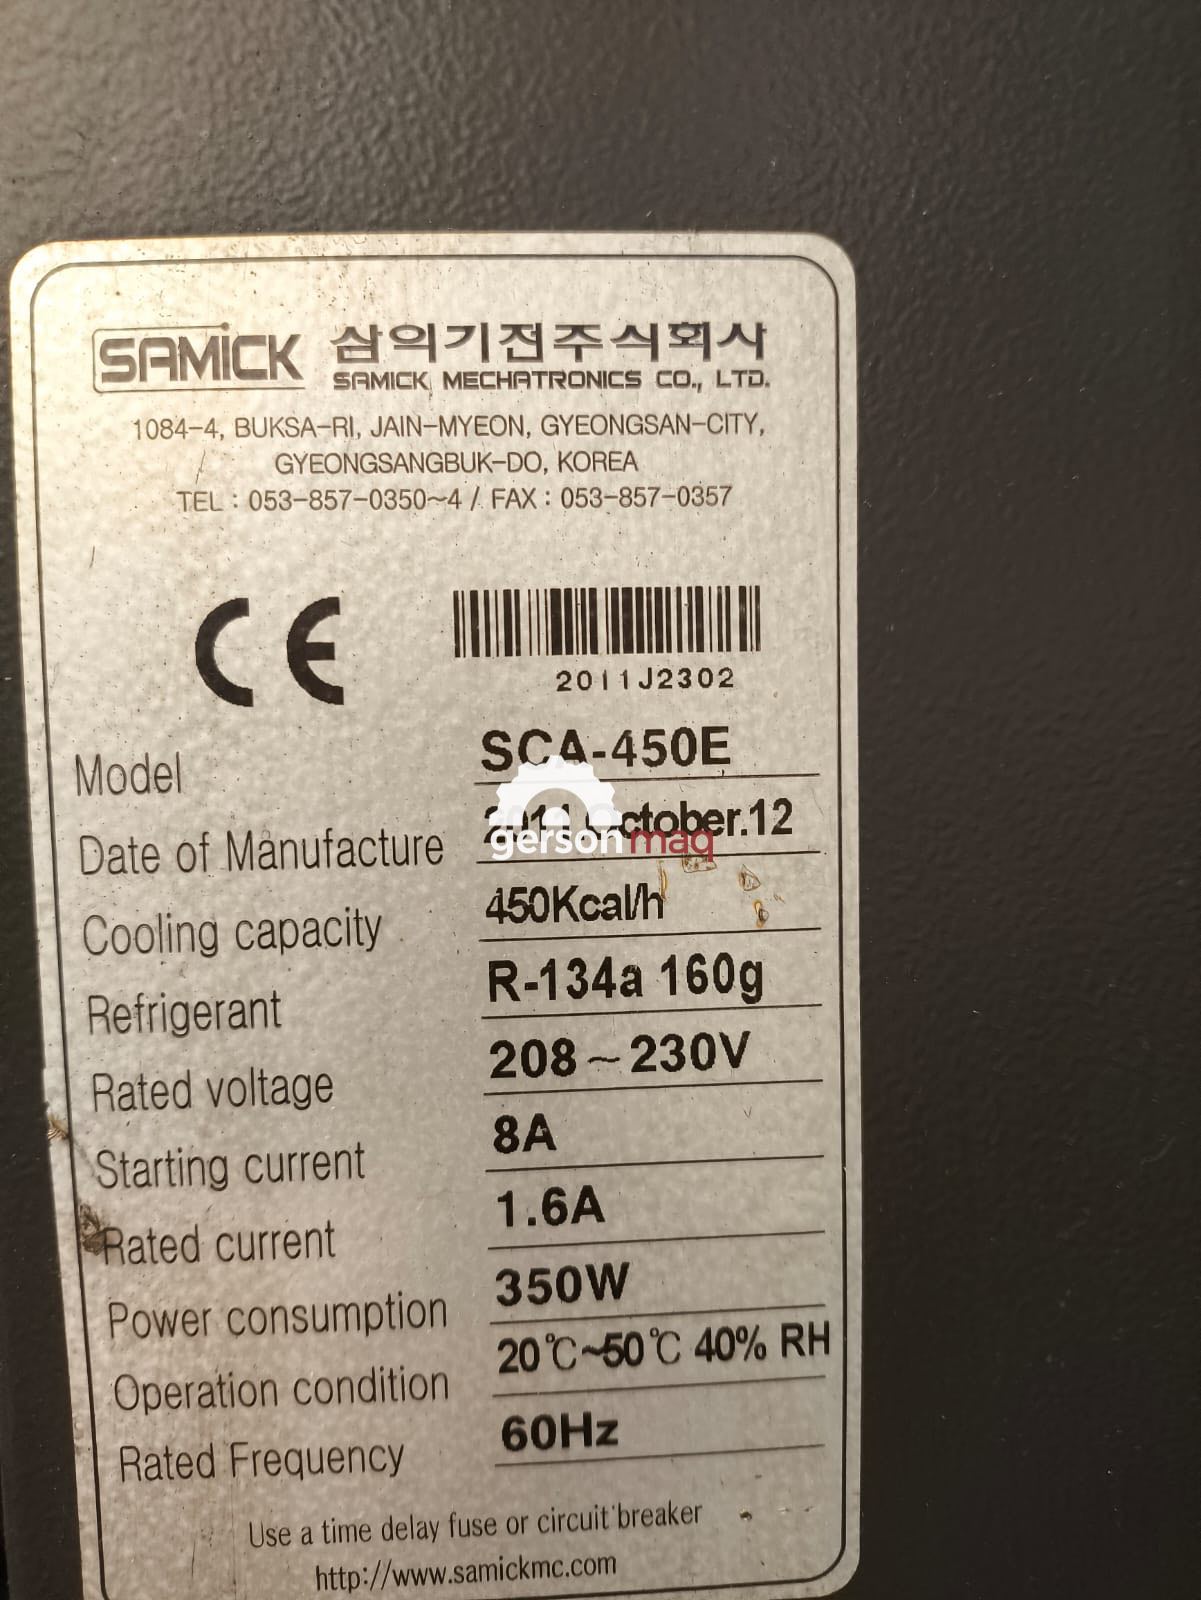 SAMICK 삼익기전주식회사
SAMICK MECHATRONICS CO., LTD.
1084-4, BUKSA-RI, JAIN-MYEON, GYEONGSAN-CITY,
GYEONGSANGBUK-DO, KOREA
TEL : 053-857-0350~4 / FAX : 053-857-0357
CE
2011J2302
Model SCA-450E
Date of Manufacture 2011.October.12
gersonmaq
Cooling capacity 450Kcal/h
Refrigerant R-134a 160g
Rated voltage 208~230V
Starting current 8A
Rated current 1.6A
Power consumption 350W
Operation condition 20℃~50℃ 40% RH
Rated Frequency 60Hz
Use a time delay fuse or circuit breaker
http://www.samickmc.com